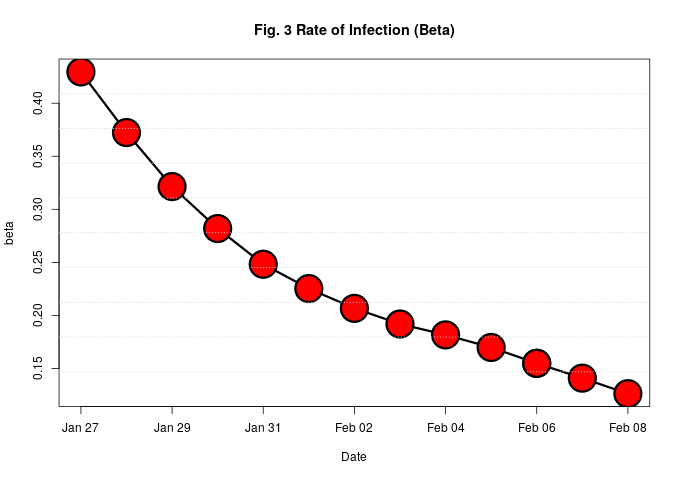 Fig. 3 Rate of Infection (Beta)
0.40
0.35
0.30
0.25
0.20
0.15
beta
Jan 27 Jan 29 Jan 31 Feb 02 Feb 04 Feb 06 Feb 08
Date